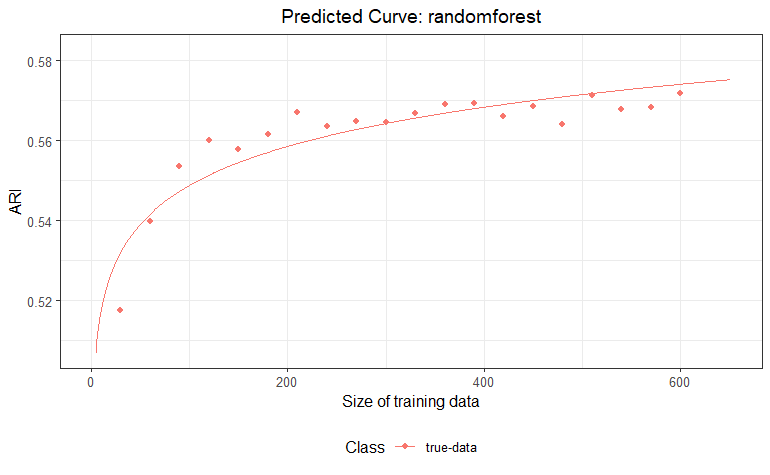 Predicted Curve: randomforest
0.58
0.56
0.54
0.52
ARI
0 200 400 600
Size of training data
Class true-data